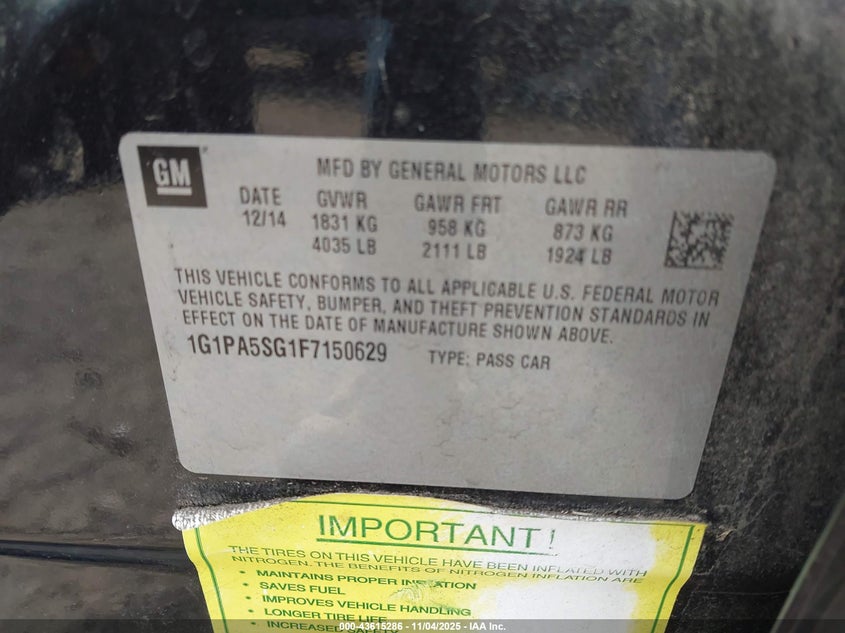 GM
MFD BY GENERAL MOTORS LLC
DATE GVWR GAWR FRT GAWR RR
12/14 1831 KG 958 KG 873 KG
4035 LB 2111 LB 1924 LB
THIS VEHICLE CONFORMS TO ALL APPLICABLE U.S. FEDERAL MOTOR
VEHICLE SAFETY, BUMPER, AND THEFT PREVENTION STANDARDS IN
EFFECT ON THE DATE OF MANUFACTURE SHOWN ABOVE.
1G1PA5SG1F7150629 TYPE: PASS CAR
IMPORTANT!
THE TIRES ON THIS VEHICLE HAVE BEEN INFLATED WITH
NITROGEN. THE BENEFITS OF NITROGEN INFLATION ARE
• MAINTAINS PROPER INFLATION
• SAVES FUEL
• IMPROVES VEHICLE HANDLING
• LONGER TIRE LIFE
• INCREASED SAFETY
000-43615286 - 11/04/2025 - IAA Inc.